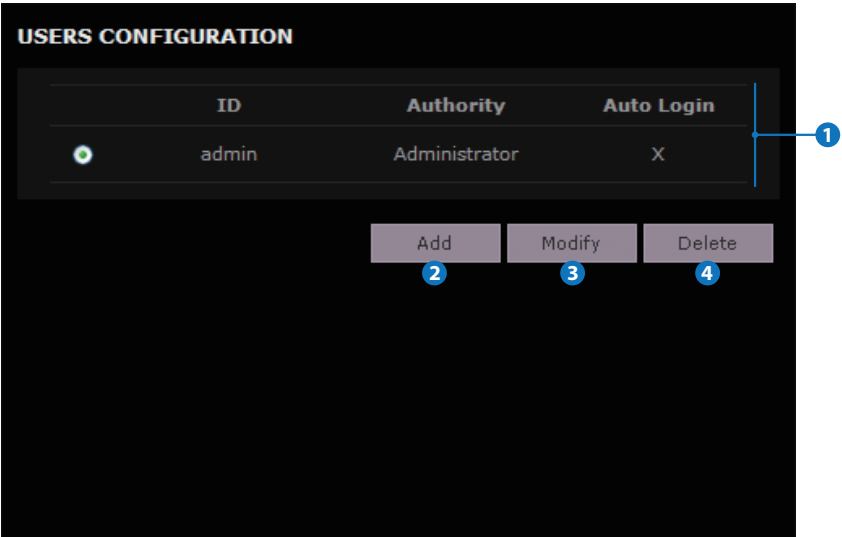 USERS CONFIGURATION
ID Authority Auto Login
1
admin Administrator X
Add Modify Delete
2 3 4